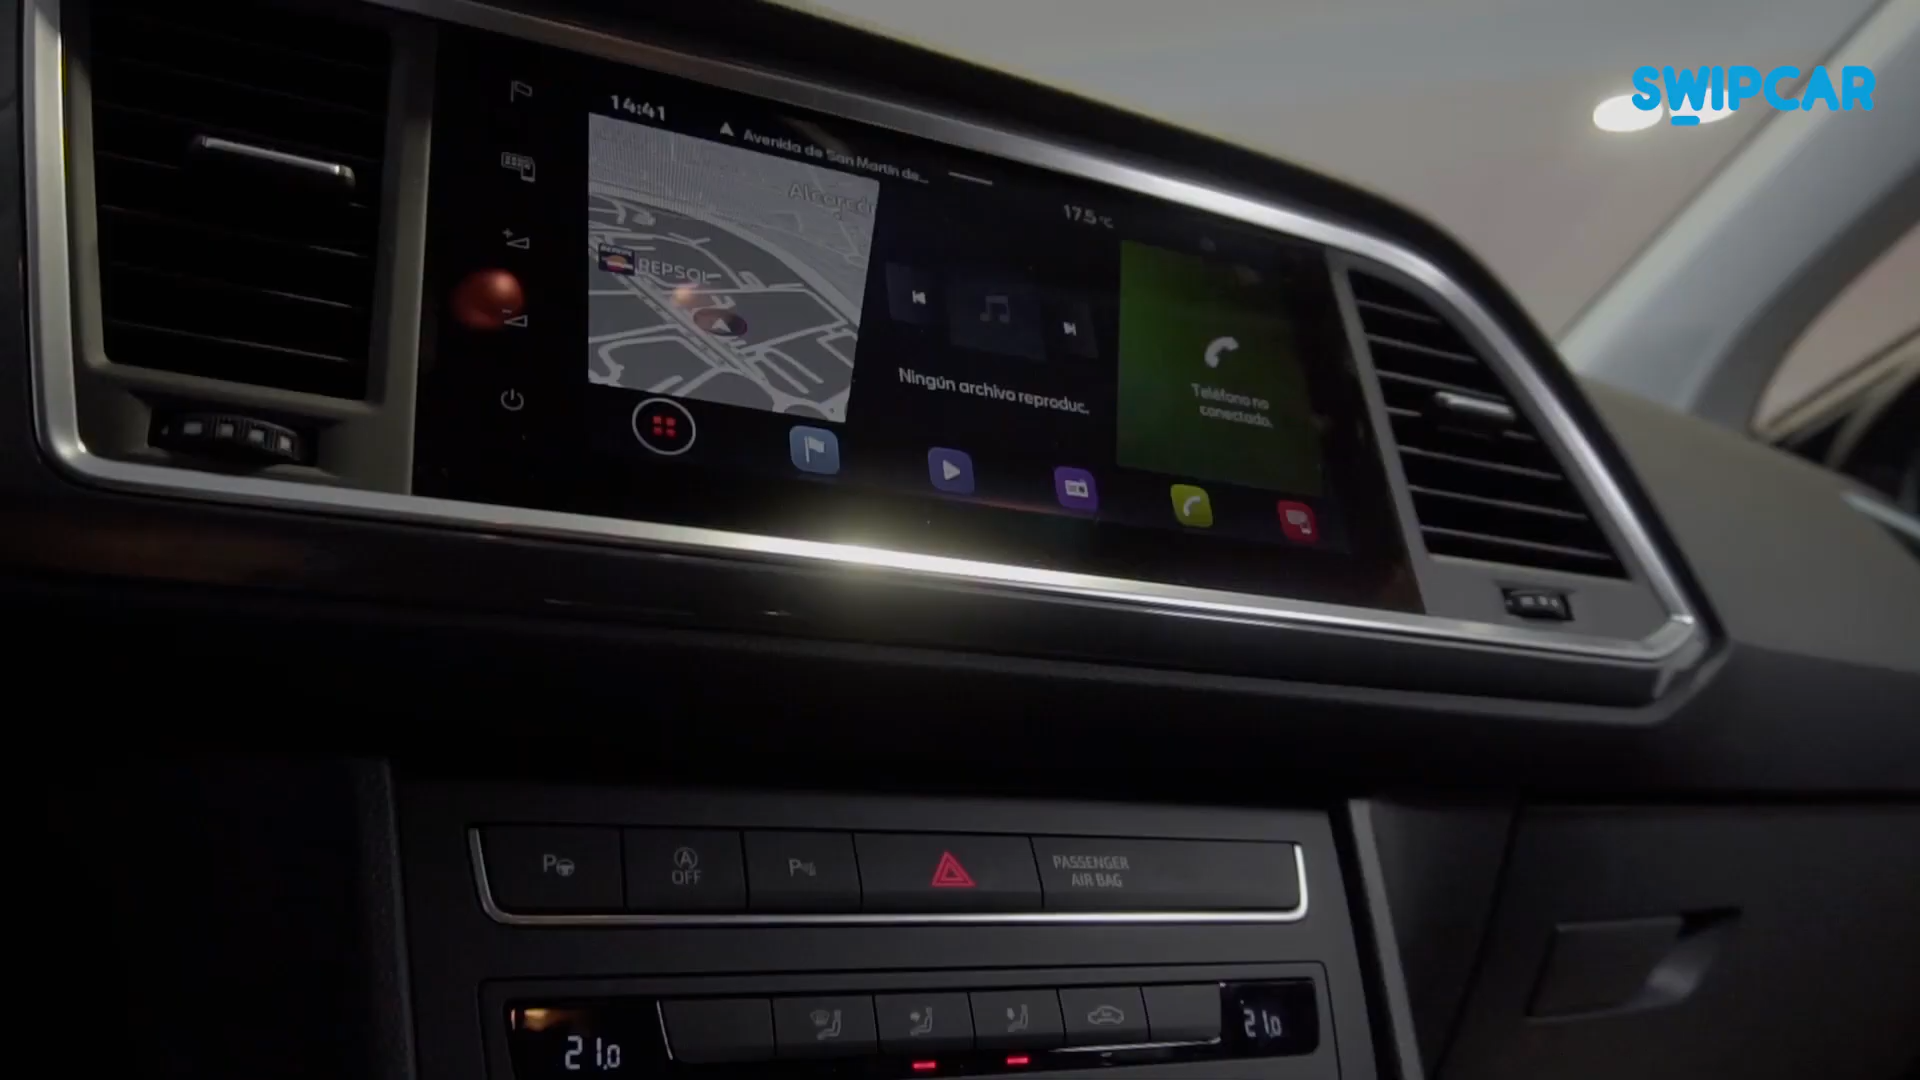 SWIPCAR
14:41
Avenida de San Martín de...
17.5 °C
REPSOL
Ningún archivo reproduc.
Teléfono no
conectado.
P
A
OFF
P
PASSENGER
AIR BAG
21.0
21.0